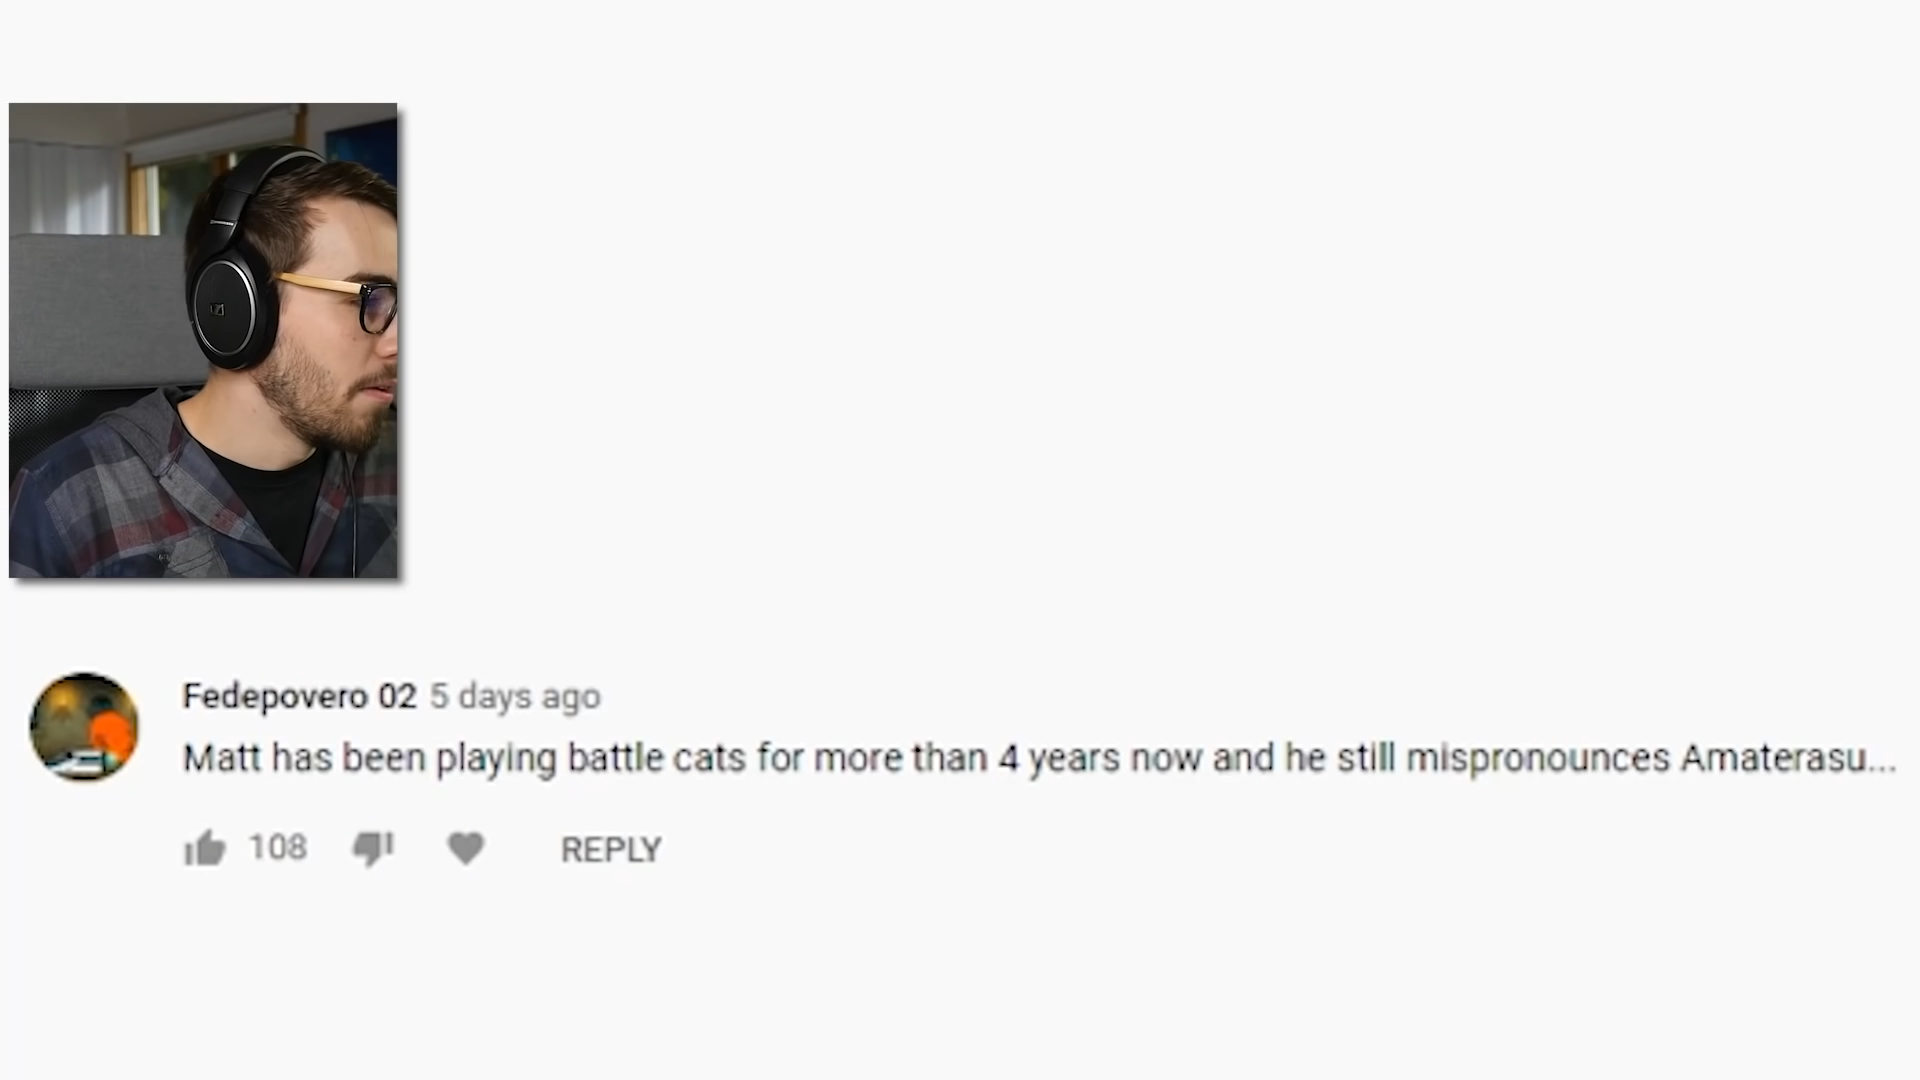 Fedepovero 02 5 days ago
Matt has been playing battle cats for more than 4 years now and he still mispronounces Amaterasu...
108 REPLY